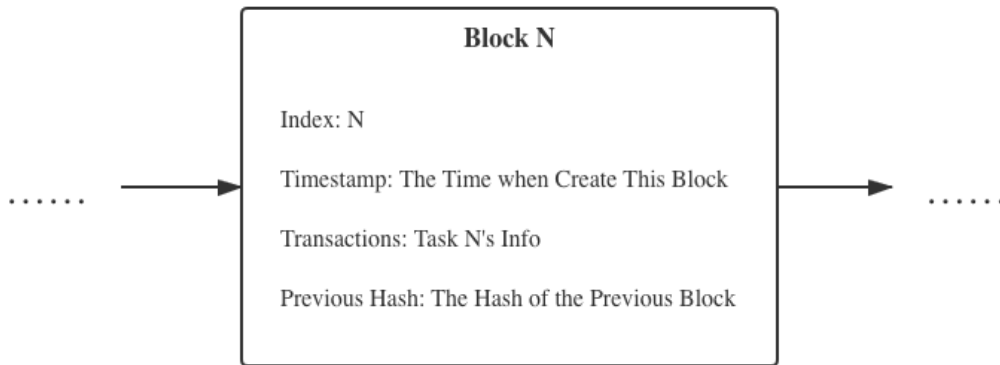 Block N
Index: N
Timestamp: The Time when Create This Block
...... ......
Transactions: Task N's Info
Previous Hash: The Hash of the Previous Block